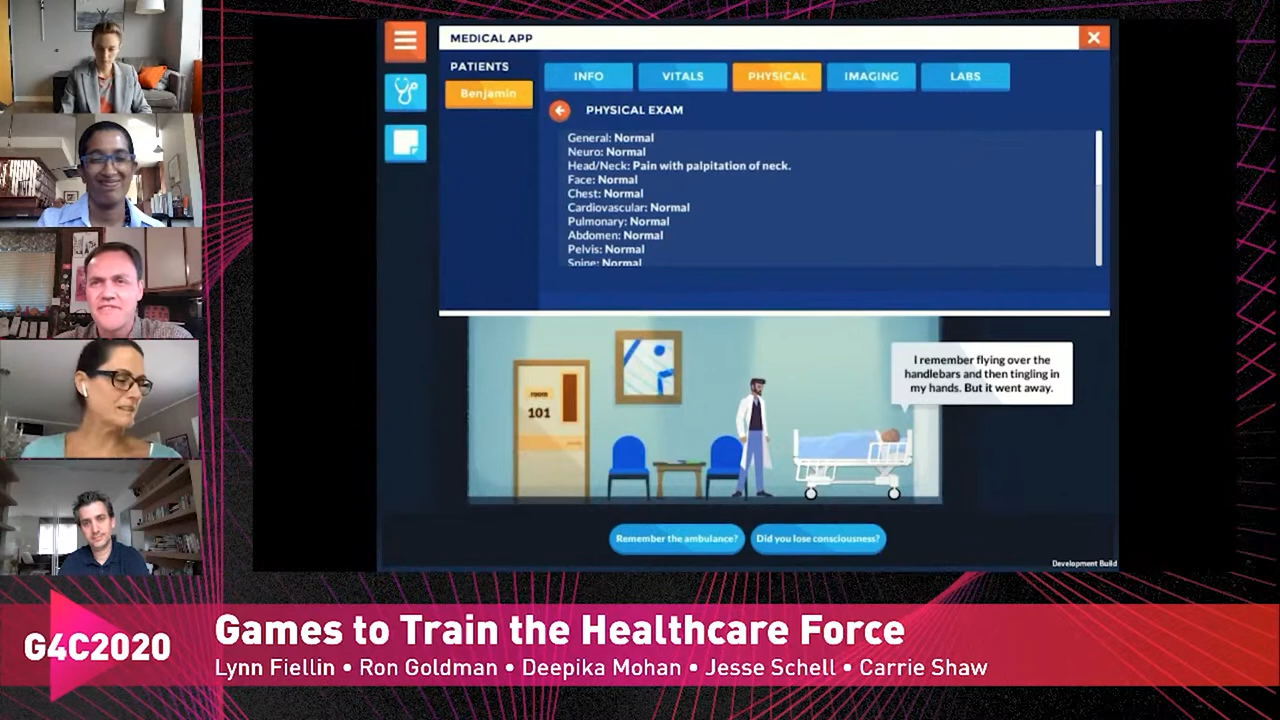 MEDICAL APP
PATIENTS
Benjamin
INFO
VITALS
PHYSICAL
IMAGING
LABS
PHYSICAL EXAM
General: Normal
Neuro: Normal
Head/Neck: Pain with palpitation of neck.
Face: Normal
Chest: Normal
Cardiovascular: Normal
Pulmonary: Normal
Abdomen: Normal
Pelvis: Normal
Spine: Normal
room
101
I remember flying over the
handlebars and then tingling in
my hands. But it went away.
Remember the ambulance?
Did you lose consciousness?
Development Build
G4C2020
Games to Train the Healthcare Force
Lynn Fiellin • Ron Goldman • Deepika Mohan • Jesse Schell • Carrie Shaw